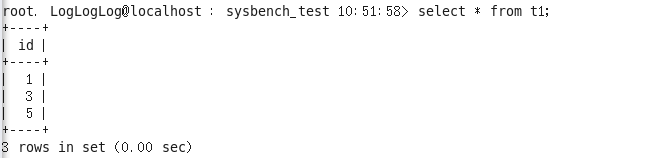 root. LogLogLog@localhost : sysbench_test 10:51:58> select * from t1;
+----+
| id |
+----+
|  1 |
|  3 |
|  5 |
+----+
3 rows in set (0.00 sec)